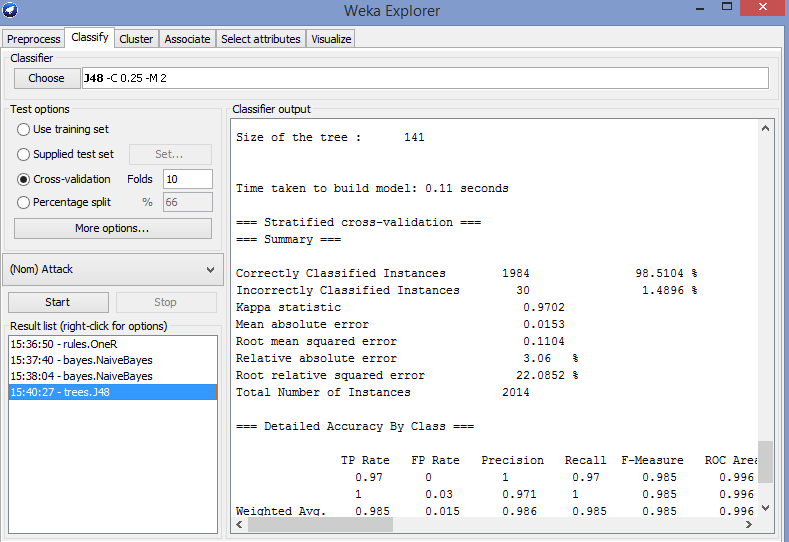 Weka Explorer
Preprocess Classify Cluster Associate Select attributes Visualize
Classifier
Choose J48 -C 0.25 -M 2
Test options
Use training set
Supplied test set Set...
Cross-validation Folds 10
Percentage split % 66
More options...
(Nom) Attack
Start Stop
Result list (right-click for options)
15:36:50 - rules.OneR
15:37:40 - bayes.NaiveBayes
15:38:04 - bayes.NaiveBayes
15:40:27 - trees.J48
Classifier output
Size of the tree : 141
Time taken to build model: 0.11 seconds
=== Stratified cross-validation ===
=== Summary ===
Correctly Classified Instances 1984 98.5104 %
Incorrectly Classified Instances 30 1.4896 %
Kappa statistic 0.9702
Mean absolute error 0.0153
Root mean squared error 0.1104
Relative absolute error 3.06 %
Root relative squared error 22.0852 %
Total Number of Instances 2014
=== Detailed Accuracy By Class ===
TP Rate FP Rate Precision Recall F-Measure ROC Area
0.97 0 1 0.97 0.985 0.996
1 0.03 0.971 1 0.985 0.996
Weighted Avg. 0.985 0.015 0.986 0.985 0.985 0.996